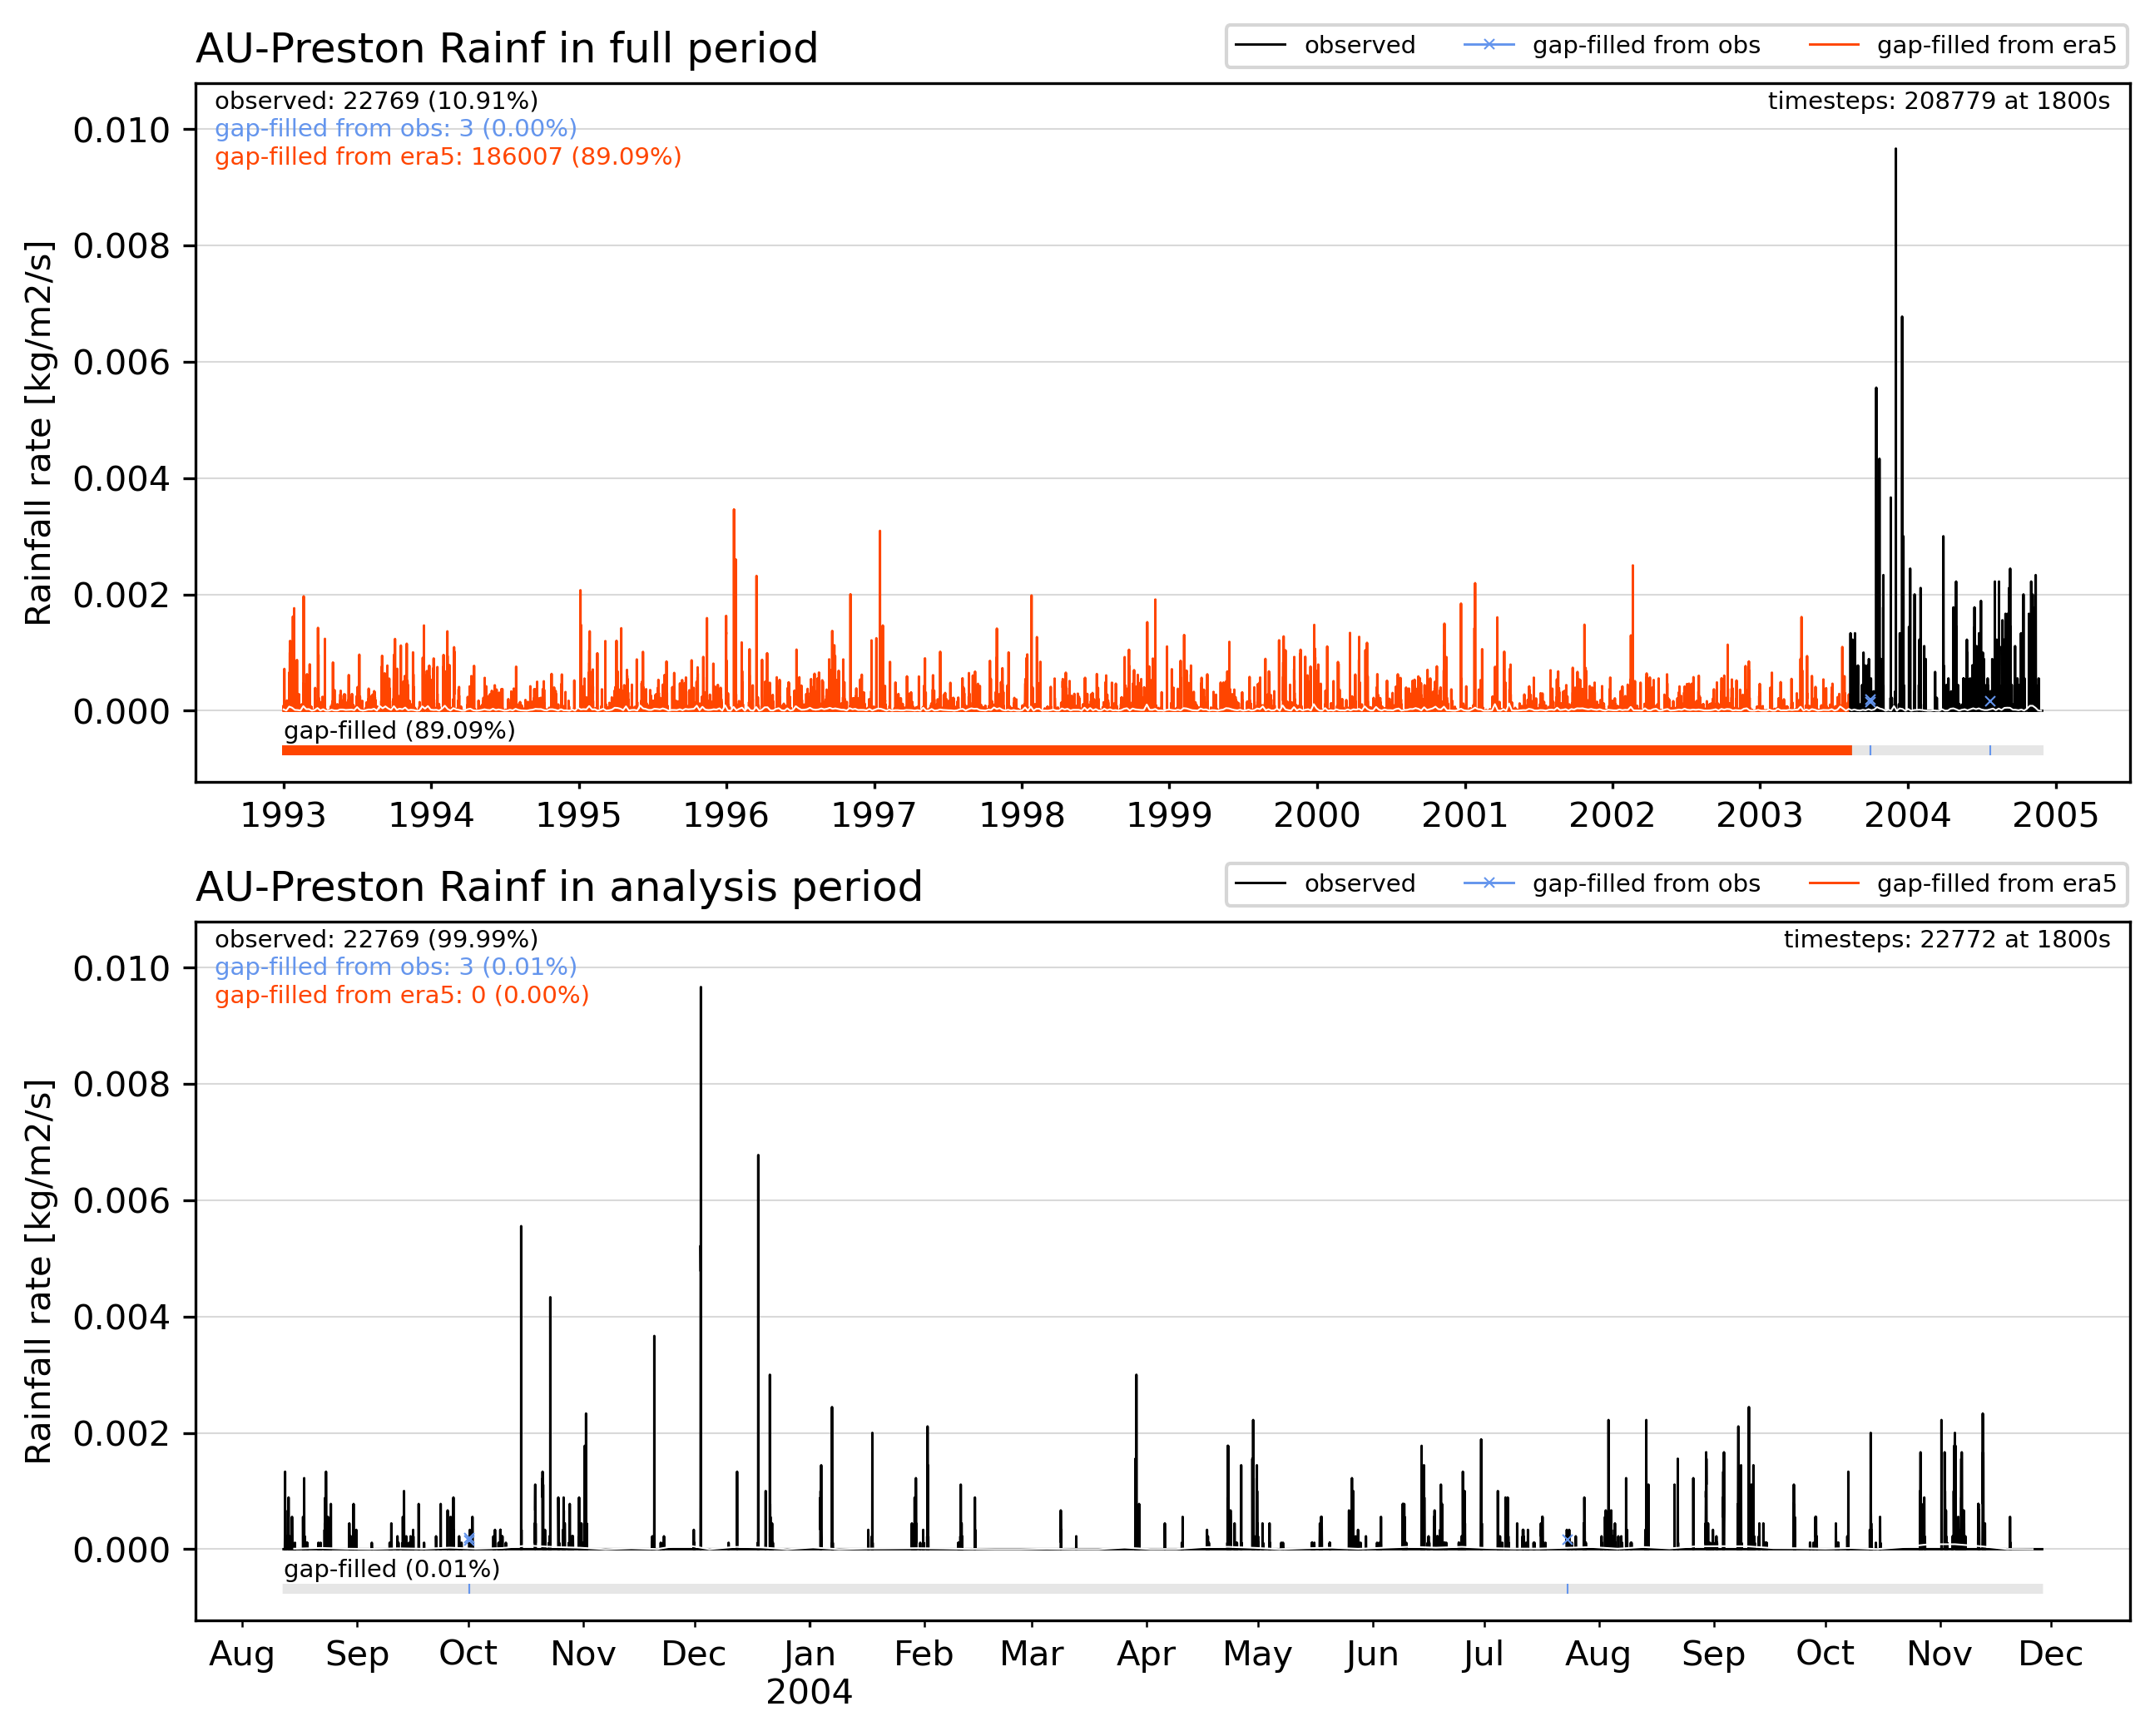 AU-Preston Rainf in full period
observed gap-filled from obs gap-filled from era5
observed: 22769 (10.91%)
timesteps: 208779 at 1800s
gap-filled from obs: 3 (0.00%)
gap-filled from era5: 186007 (89.09%)
Rainfall rate [kg/m2/s]
0.010
0.008
0.006
0.004
0.002
0.000
gap-filled (89.09%)
1993 1994 1995 1996 1997 1998 1999 2000 2001 2002 2003 2004 2005
AU-Preston Rainf in analysis period
observed gap-filled from obs gap-filled from era5
observed: 22769 (99.99%)
timesteps: 22772 at 1800s
gap-filled from obs: 3 (0.01%)
gap-filled from era5: 0 (0.00%)
Rainfall rate [kg/m2/s]
0.010
0.008
0.006
0.004
0.002
0.000
gap-filled (0.01%)
Aug Sep Oct Nov Dec Jan Feb Mar Apr May Jun Jul Aug Sep Oct Nov Dec
2004